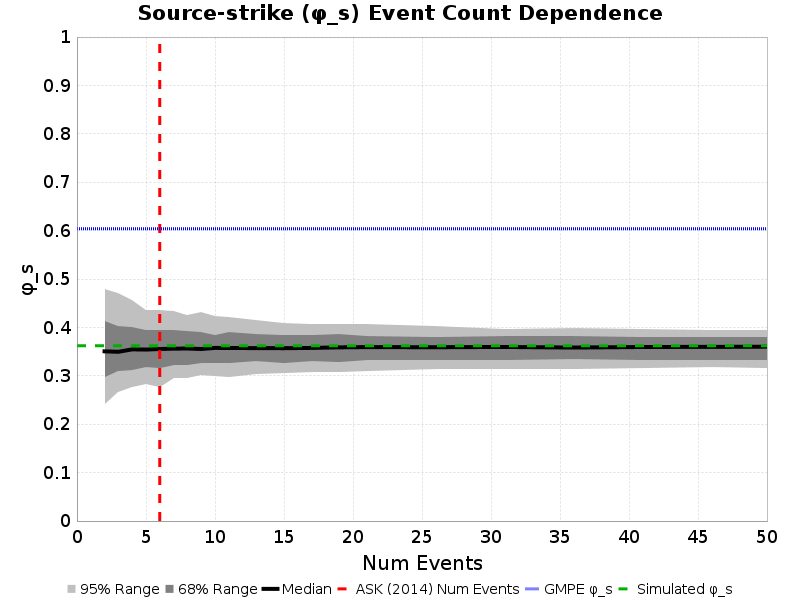 Source-strike (φ_s) Event Count Dependence
1
0.9
0.8
0.7
0.6
0.5
0.4
0.3
0.2
0.1
0
φ_s
0 5 10 15 20 25 30 35 40 45 50
Num Events
95% Range 68% Range Median ASK (2014) Num Events GMPE φ_s Simulated φ_s